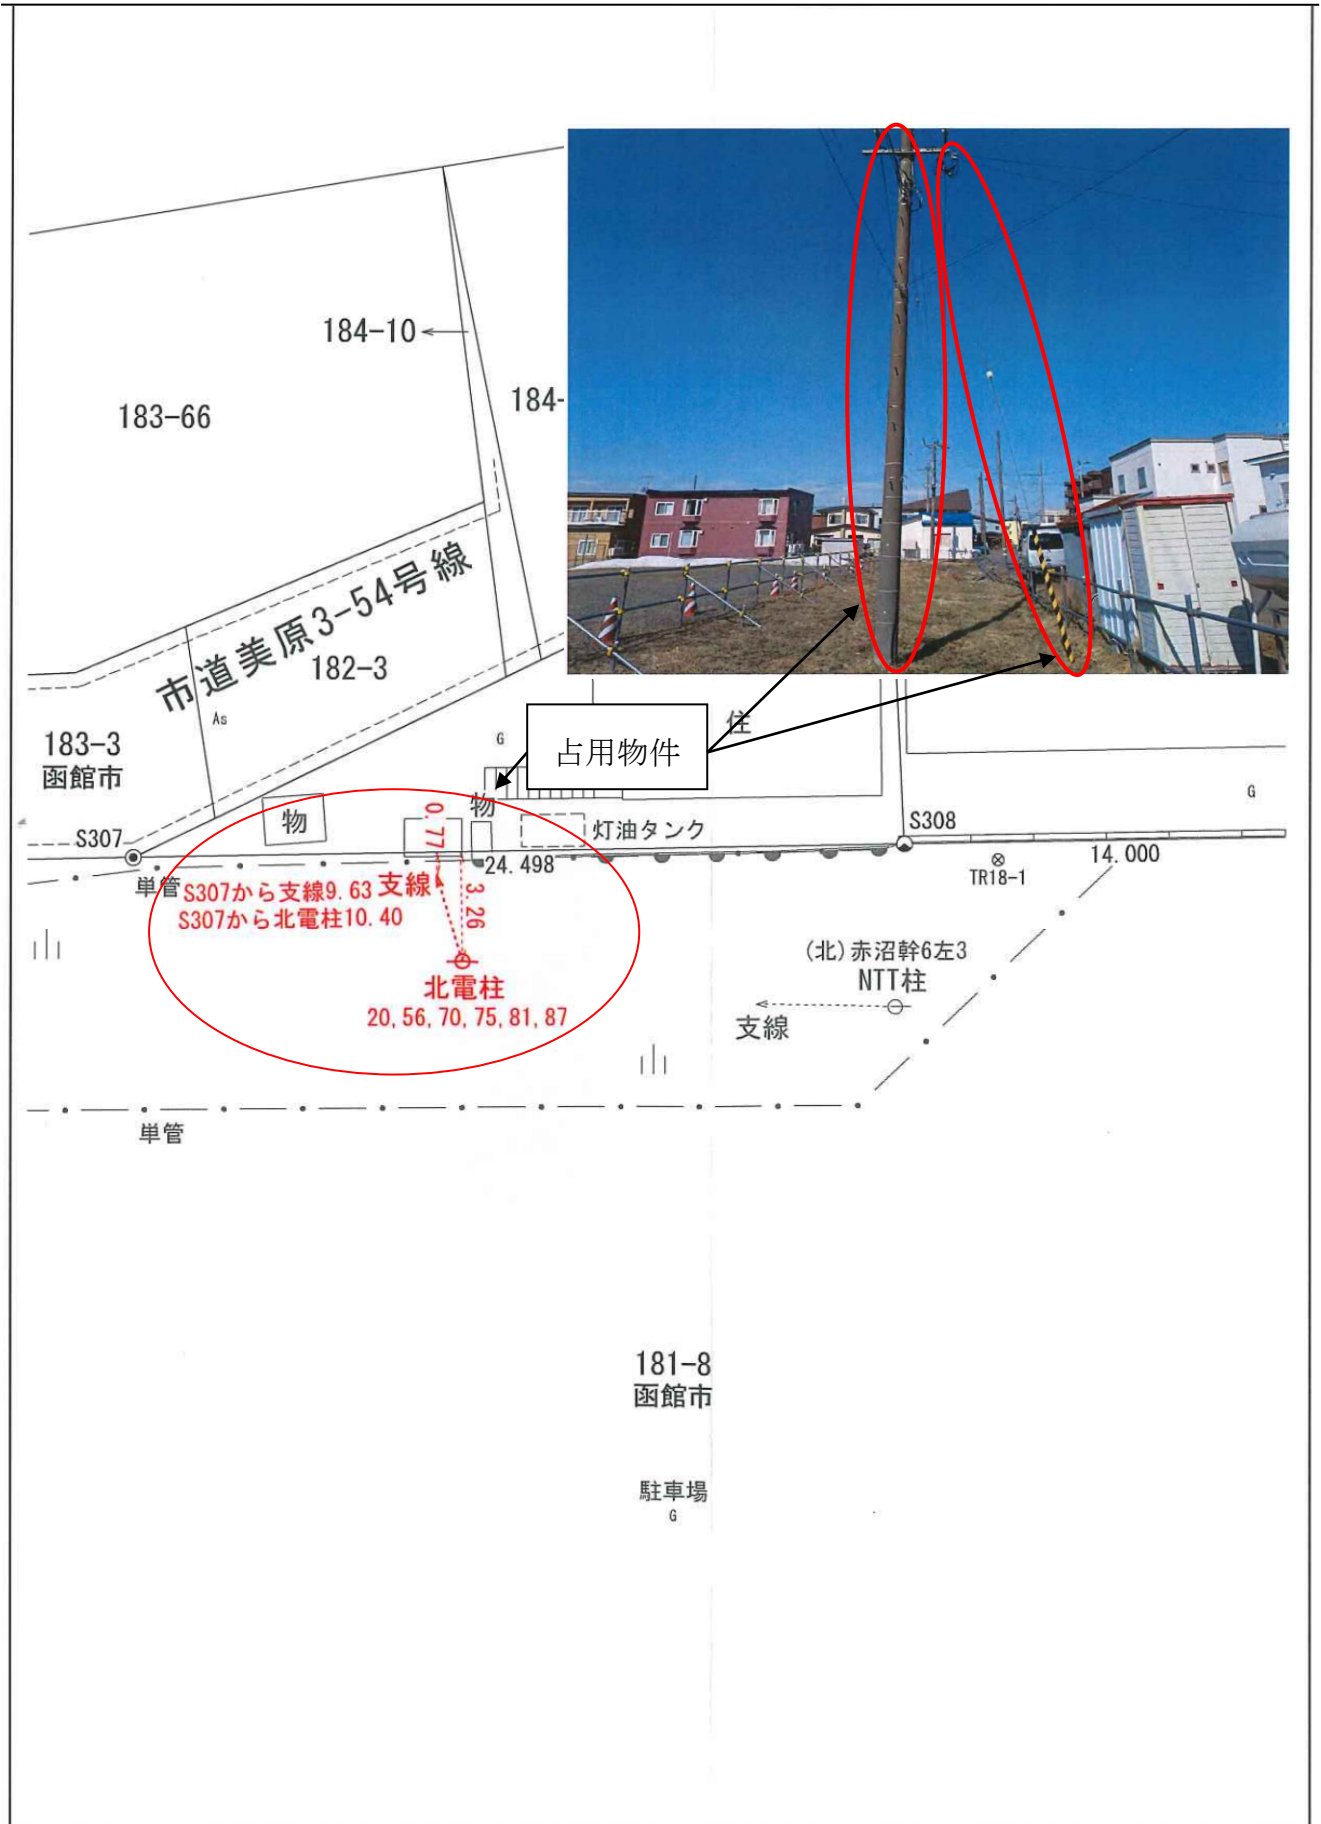 184-10
183-66
184-
市道美原3-54号線
182-3
As
183-3
函館市
G
占用物件
住
G
物
物
0.77
灯油タンク
S307
S308
24.498
14.000
単管
S307から支線9.63
支線
3.26
TR18-1
S307から北電柱10.40
(北)赤沼幹6左3
NTT柱
北電柱
20,56,70,75,81,87
支線
単管
181-8
函館市
駐車場
G